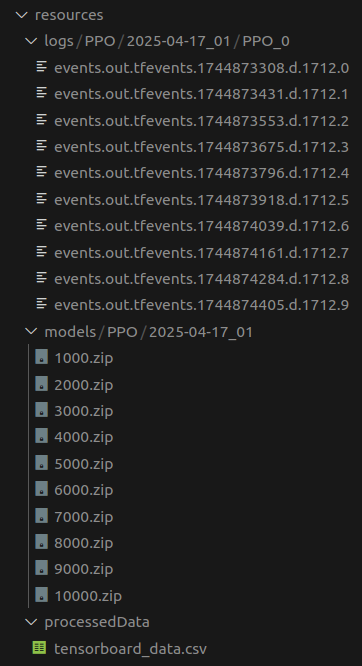 resources
logs/PPO/2025-04-17_01/PPO_0
events.out.tfevents.1744873308.d.1712.0
events.out.tfevents.1744873431.d.1712.1
events.out.tfevents.1744873553.d.1712.2
events.out.tfevents.1744873675.d.1712.3
events.out.tfevents.1744873796.d.1712.4
events.out.tfevents.1744873918.d.1712.5
events.out.tfevents.1744874039.d.1712.6
events.out.tfevents.1744874161.d.1712.7
events.out.tfevents.1744874284.d.1712.8
events.out.tfevents.1744874405.d.1712.9
models/PPO/2025-04-17_01
1000.zip
2000.zip
3000.zip
4000.zip
5000.zip
6000.zip
7000.zip
8000.zip
9000.zip
10000.zip
processedData
tensorboard_data.csv